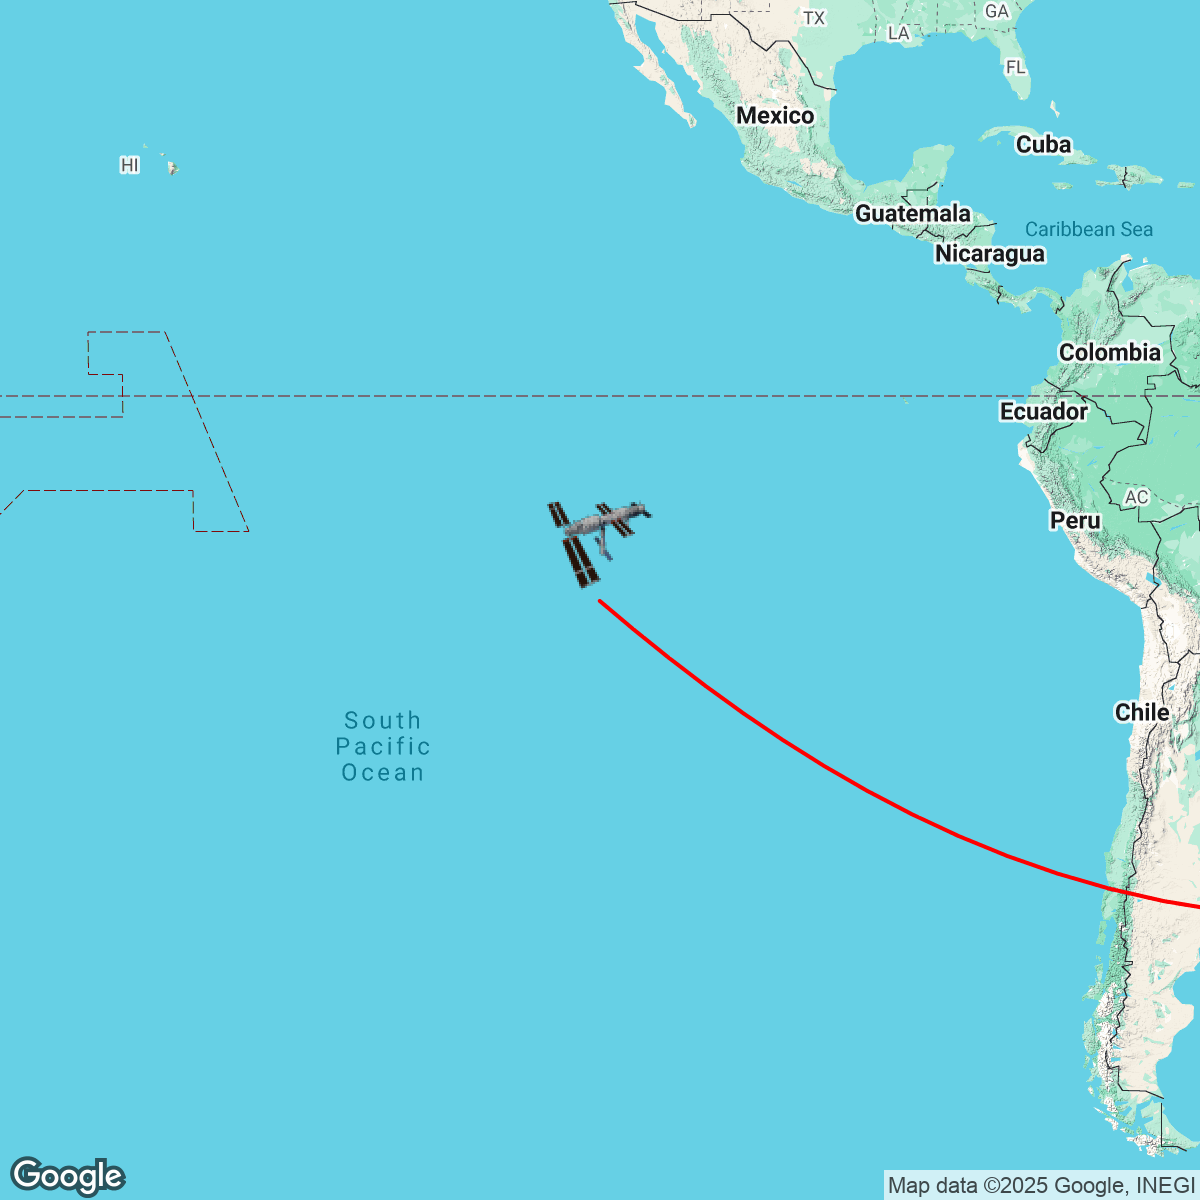 TX
GA
LA
FL
Mexico
Cuba
HI
Guatemala
Caribbean Sea
Nicaragua
Colombia
Ecuador
AC
Peru
South
Pacific
Ocean
Chile
Google
Map data ©2025 Google, INEGI